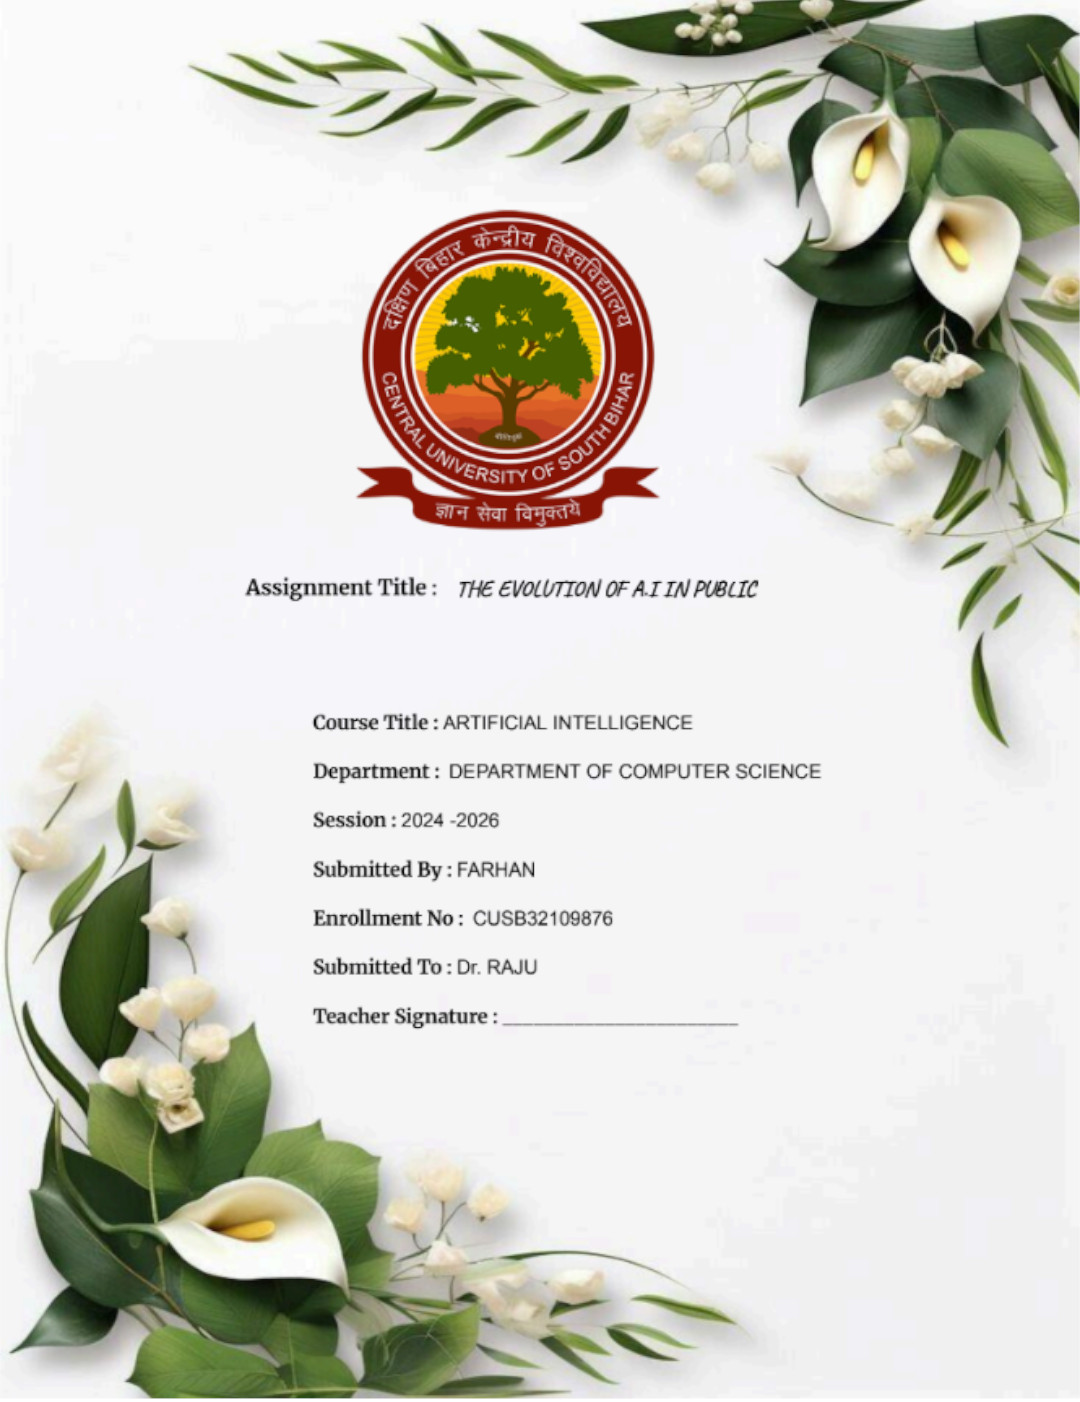 दक्षिण बिहार केन्द्रीय विश्वविद्यालय
CENTRAL UNIVERSITY OF SOUTH BIHAR
ज्ञान सेवा विमुक्तये
Assignment Title : THE EVOLUTION OF A.I IN PUBLIC
Course Title : ARTIFICIAL INTELLIGENCE
Department : DEPARTMENT OF COMPUTER SCIENCE
Session : 2024 -2026
Submitted By : FARHAN
Enrollment No : CUSB32109876
Submitted To : Dr. RAJU
Teacher Signature : ______________________